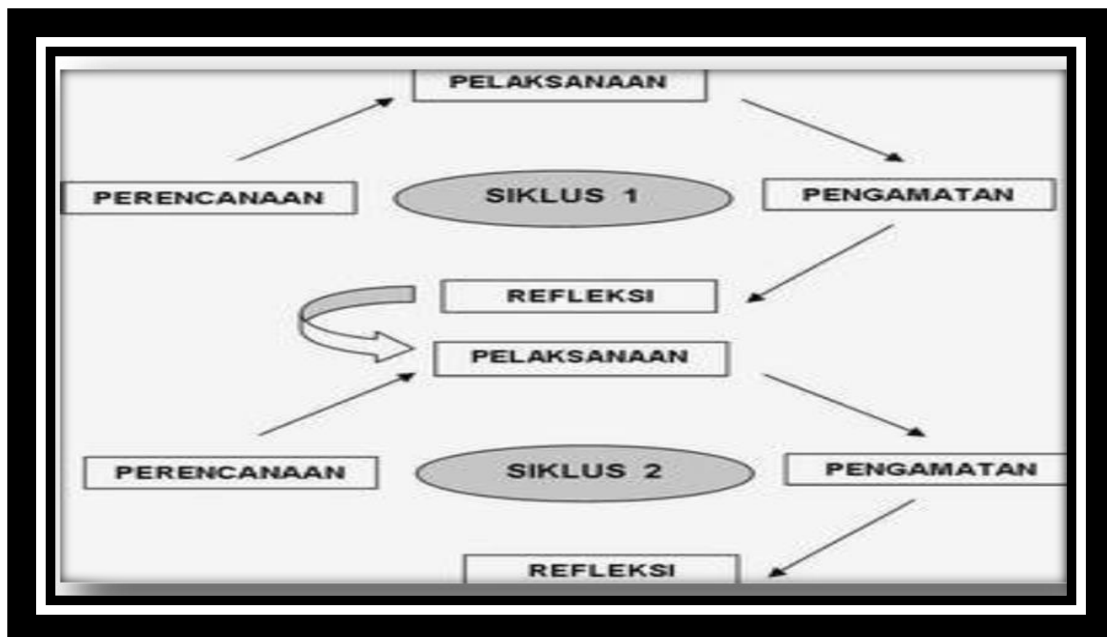 PELAKSANAAN
PERENCANAAN
SIKLUS 1
PENGAMATAN
REFLEKSI
PELAKSANAAN
PERENCANAAN
SIKLUS 2
PENGAMATAN
REFLEKSI